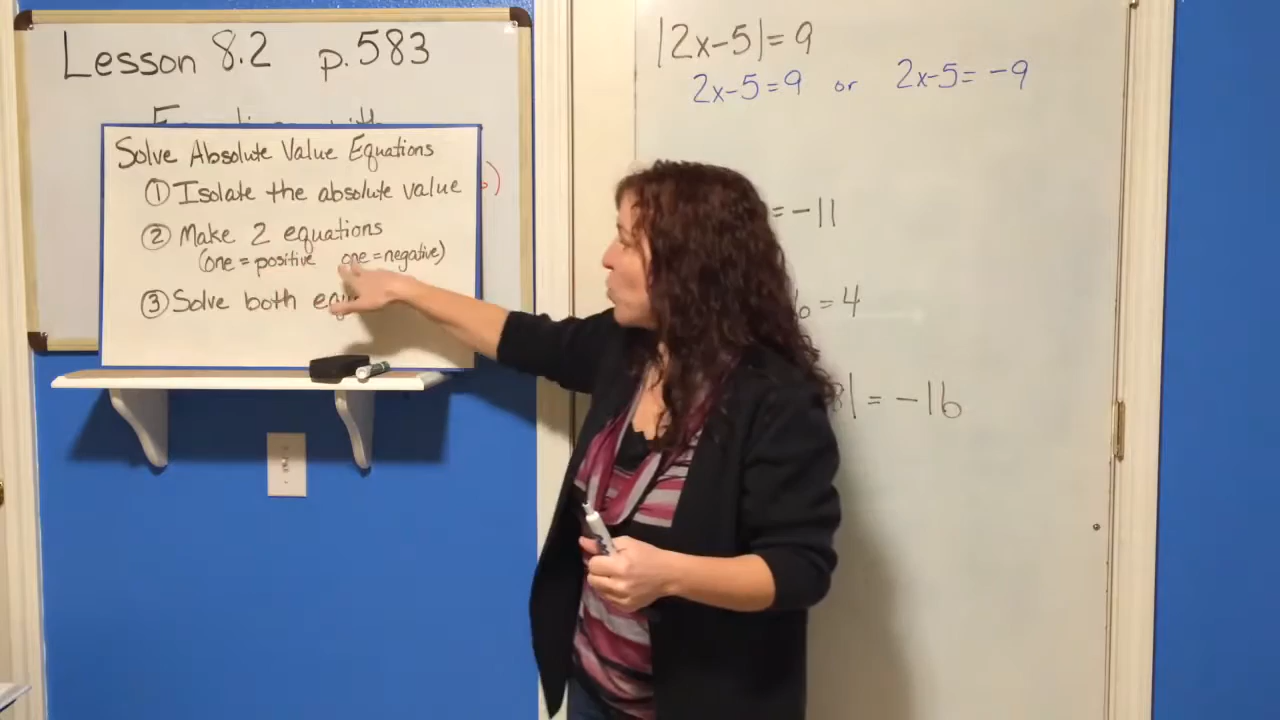 Lesson 8.2 p.583
Solve Absolute Value Equations
① Isolate the absolute value
② Make 2 equations
(one = positive one = negative)
③ Solve both
|2x-5| = 9
2x-5=9 or 2x-5= -9
= -11
= 4
| = -16